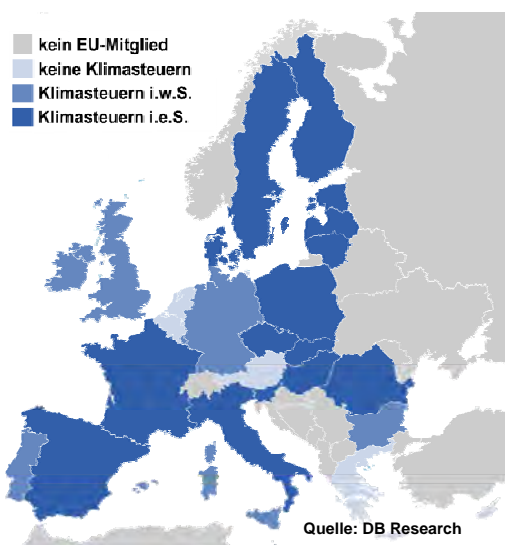 kein EU-Mitglied
keine Klimasteuern
Klimasteuern i.w.S.
Klimasteuern i.e.S.
Quelle: DB Research